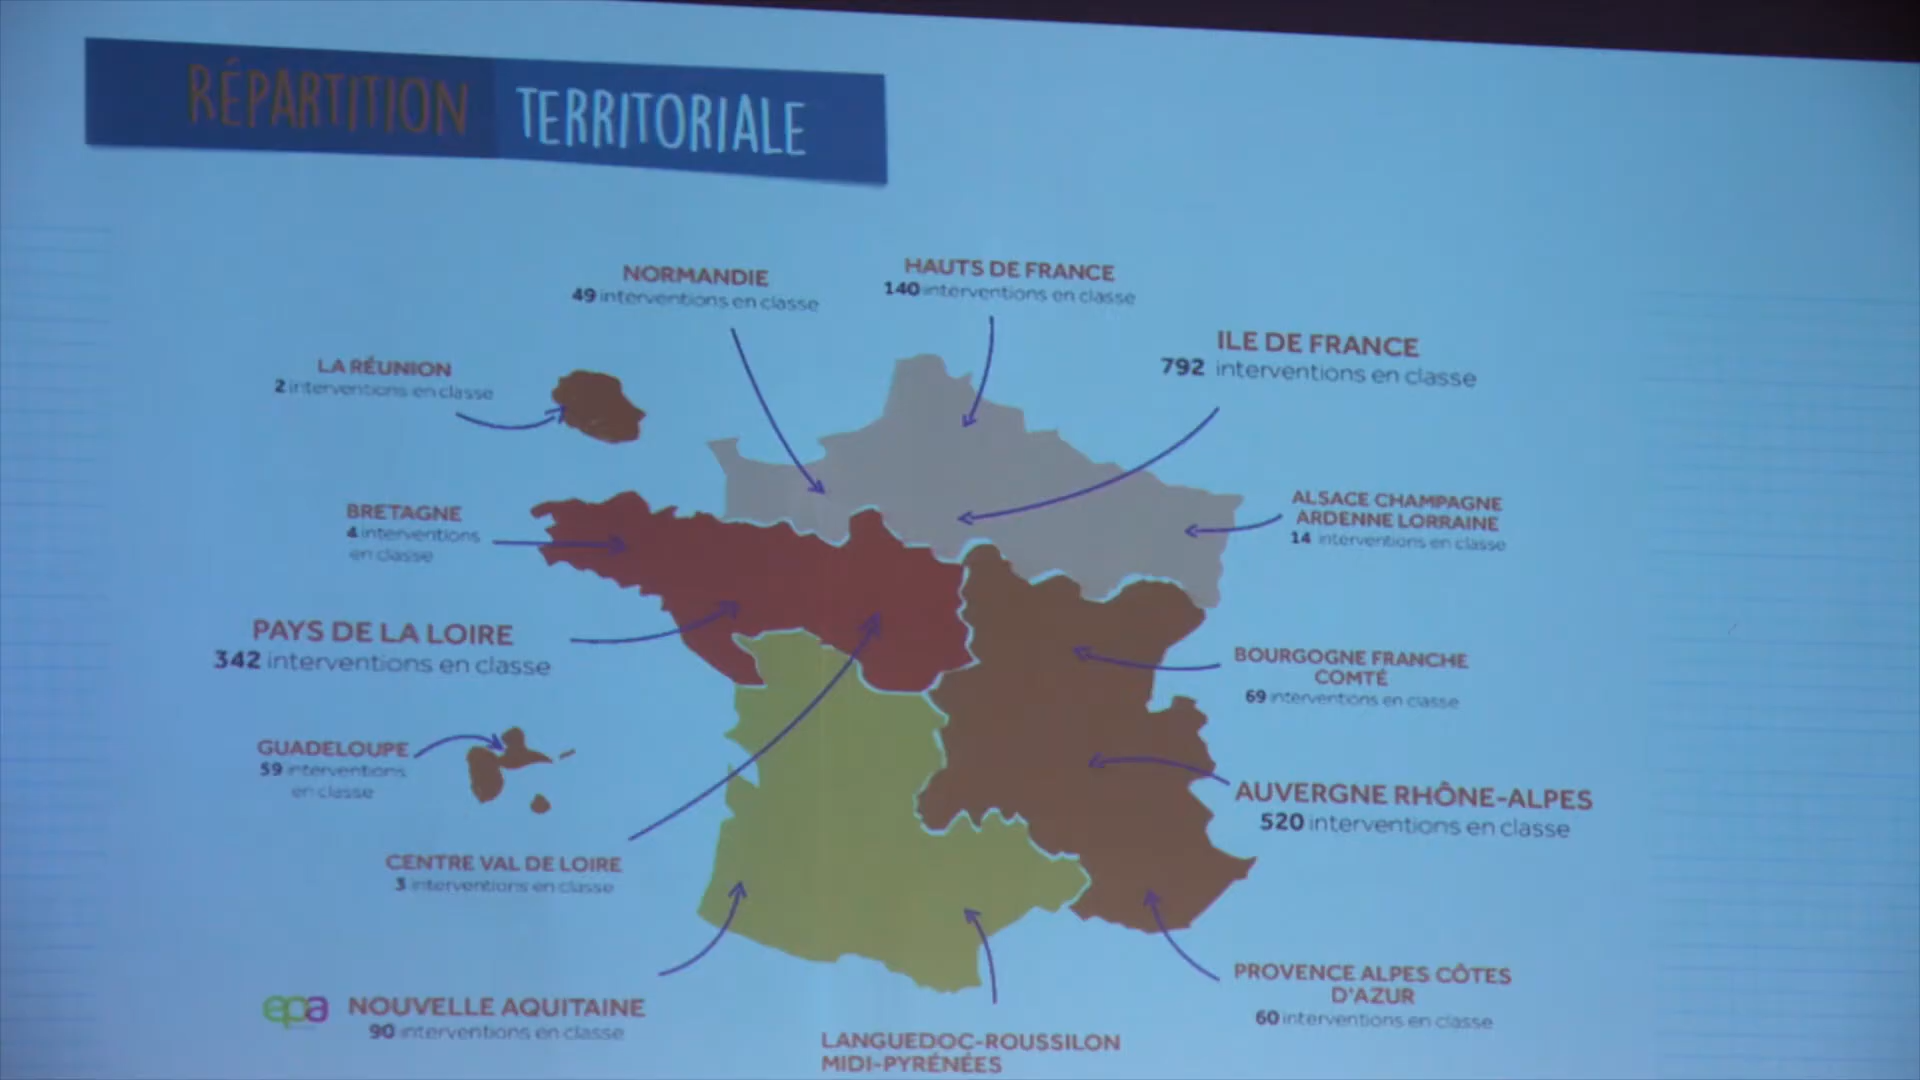 RÉPARTITION TERRITORIALE
NORMANDIE
49 interventions en classe
HAUTS DE FRANCE
140 interventions en classe
ILE DE FRANCE
792 interventions en classe
LA RÉUNION
2 interventions en classe
BRETAGNE
4 interventions
en classe
ALSACE CHAMPAGNE
ARDENNE LORRAINE
14 interventions en classe
PAYS DE LA LOIRE
342 interventions en classe
BOURGOGNE FRANCHE
COMTÉ
69 interventions en classe
GUADELOUPE
59 interventions
en classe
AUVERGNE RHÔNE-ALPES
520 interventions en classe
CENTRE VAL DE LOIRE
3 interventions en classe
PROVENCE ALPES CÔTES
D'AZUR
60 interventions en classe
epa
NOUVELLE AQUITAINE
90 interventions en classe
LANGUEDOC-ROUSSILON
MIDI-PYRÉNÉES